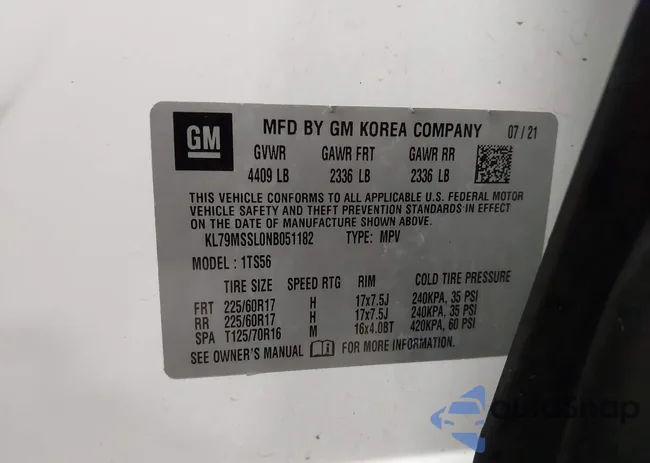 GM MFD BY GM KOREA COMPANY 07/21
GVWR GAWR FRT GAWR RR
4409 LB 2336 LB 2336 LB
THIS VEHICLE CONFORMS TO ALL APPLICABLE U.S. FEDERAL MOTOR
VEHICLE SAFETY AND THEFT PREVENTION STANDARDS IN EFFECT
ON THE DATE OF MANUFACTURE SHOWN ABOVE.
KL79MSSL0NB051182 TYPE: MPV
MODEL: 1TS56
TIRE SIZE SPEED RTG RIM COLD TIRE PRESSURE
FRT 225/60R17 H 17x7.5J 240KPA, 35 PSI
RR 225/60R17 H 17x7.5J 240KPA, 35 PSI
SPA T125/70R16 M 16x4.0BT 420KPA, 60 PSI
SEE OWNER'S MANUAL FOR MORE INFORMATION.
autosnap